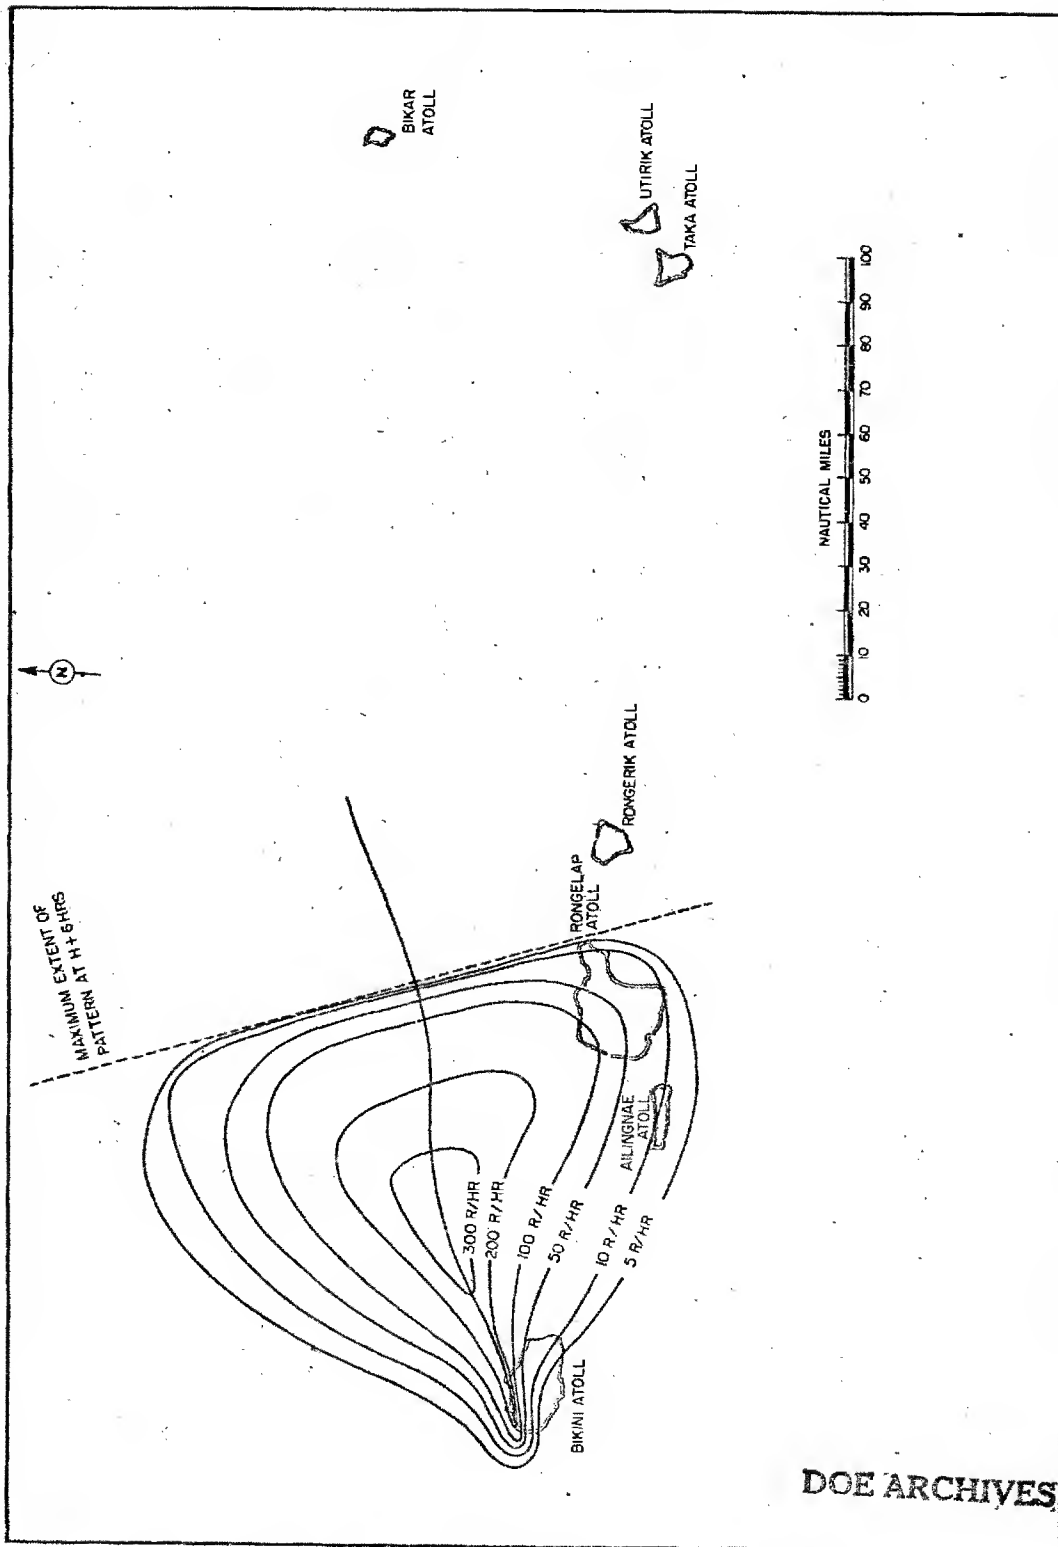 N
BIKAR
ATOLL
UTIRIK ATOLL
TAKA ATOLL
MAXIMUM EXTENT OF
PATTERN AT H+6HRS
RONGELAP
ATOLL
RONGERIK ATOLL
AILINGNAE
ATOLL
BIKINI ATOLL
300 R/HR
200 R/HR
100 R/HR
50 R/HR
10 R/HR
5 R/HR
NAUTICAL MILES
0 10 20 30 40 50 60 70 80 90 100
DOE ARCHIVES